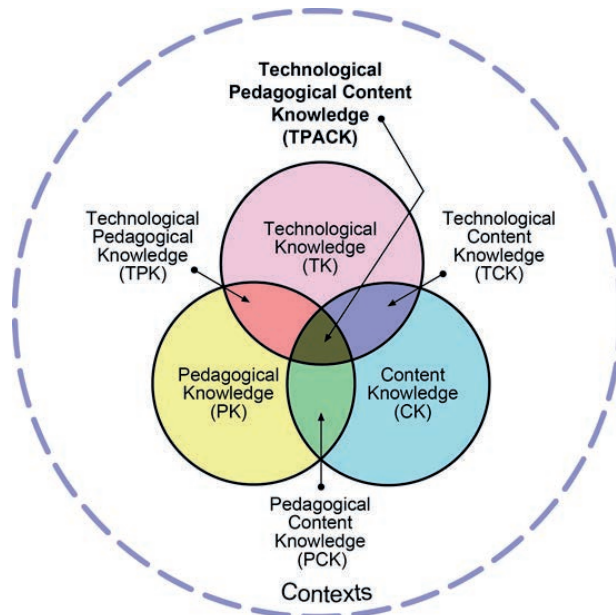 Technological
Pedagogical Content
Knowledge
(TPACK)
Technological
Pedagogical
Knowledge
(TPK)
Technological
Knowledge
(TK)
Technological
Content
Knowledge
(TCK)
Pedagogical
Knowledge
(PK)
Content
Knowledge
(CK)
Pedagogical
Content
Knowledge
(PCK)
Contexts